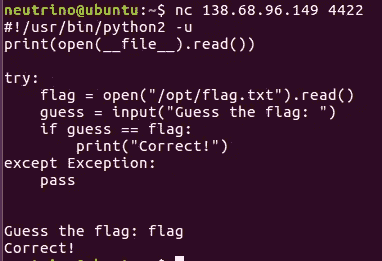 neutrino@ubuntu:~$ nc 138.68.96.149 4422
#!/usr/bin/python2 -u
print(open(__file__).read())

try:
    flag = open("/opt/flag.txt").read()
    guess = input("Guess the flag: ")
    if guess == flag:
        print("Correct!")
except Exception:
    pass


Guess the flag: flag
Correct!
neutrino@ubuntu:~$